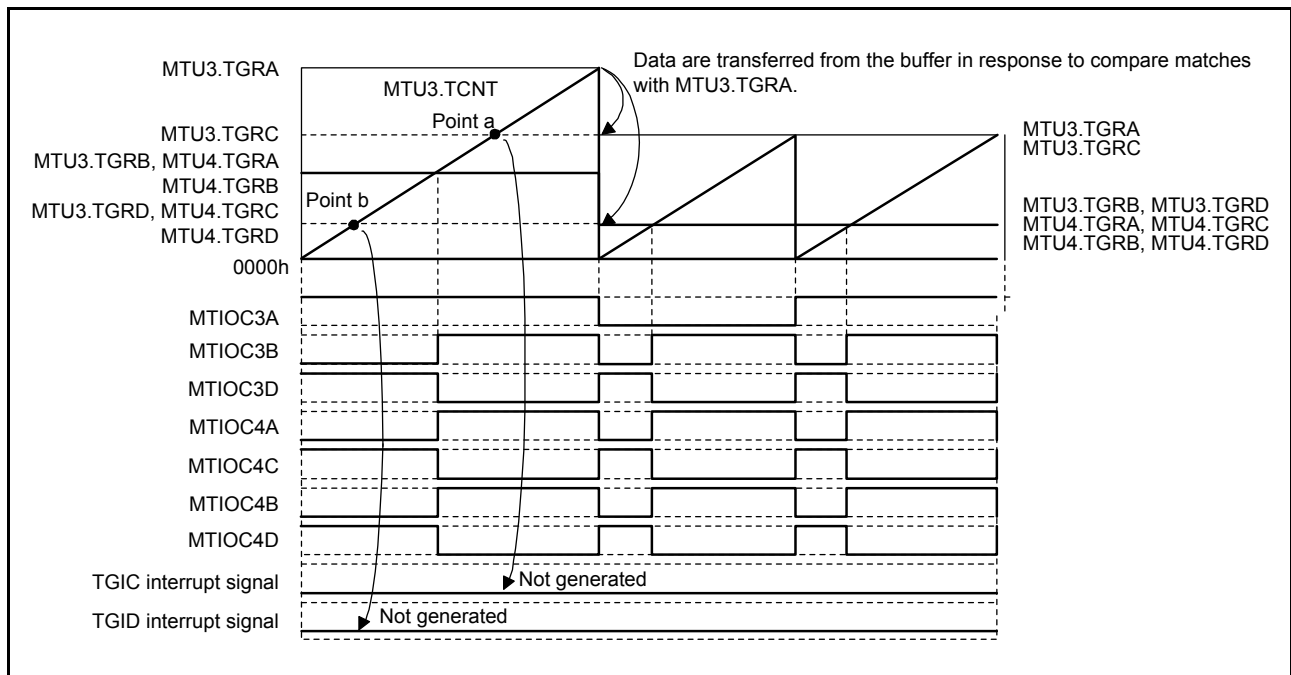 Data are transferred from the buffer in response to compare matches
with MTU3.TGRA.
MTU3.TGRA
MTU3.TCNT
Point a
MTU3.TGRC
MTU3.TGRB, MTU4.TGRA
MTU4.TGRB
Point b
MTU3.TGRD, MTU4.TGRC
MTU4.TGRD
0000h
MTU3.TGRA
MTU3.TGRC
MTU3.TGRB, MTU3.TGRD
MTU4.TGRA, MTU4.TGRC
MTU4.TGRB, MTU4.TGRD
MTIOC3A
MTIOC3B
MTIOC3D
MTIOC4A
MTIOC4C
MTIOC4B
MTIOC4D
TGIC interrupt signal
Not generated
TGID interrupt signal
Not generated